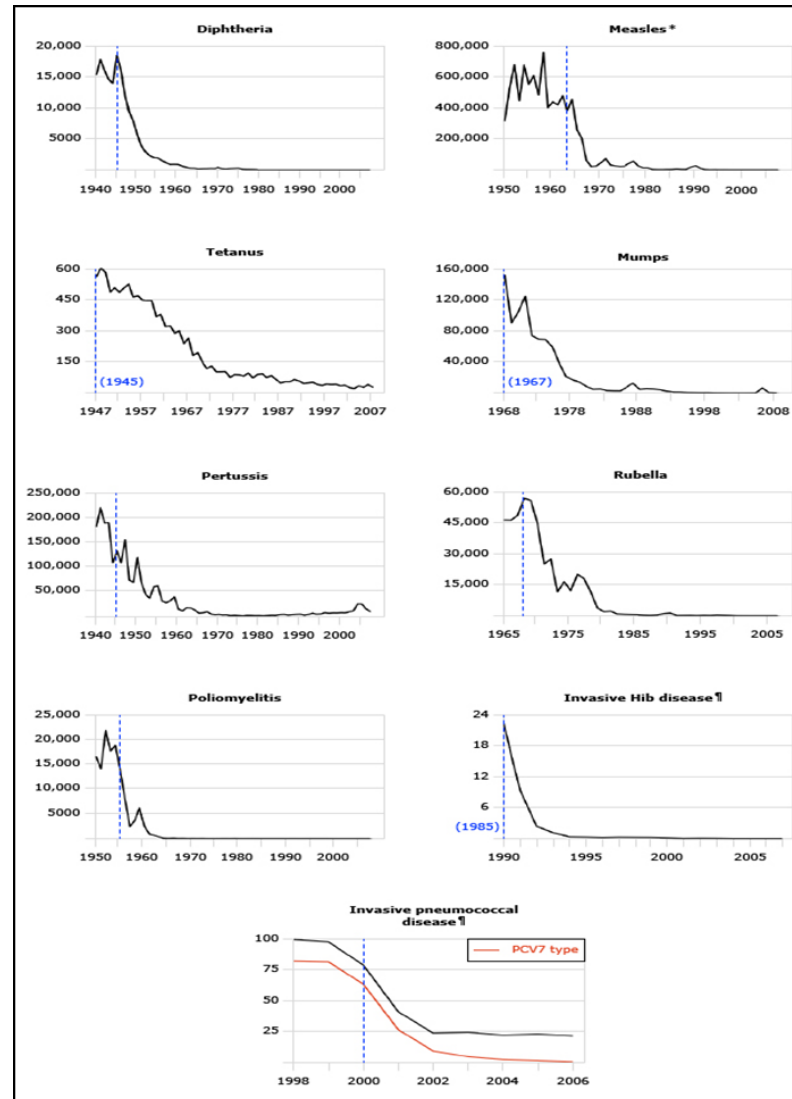 Diphtheria
20,000
15,000
10,000
5000
1940 1950 1960 1970 1980 1990 2000
Measles*
800,000
600,000
400,000
200,000
1950 1960 1970 1980 1990 2000
Tetanus
600
450
300
150
(1945)
1947 1957 1967 1977 1987 1997 2007
Mumps
160,000
120,000
80,000
40,000
(1967)
1968 1978 1988 1998 2008
Pertussis
250,000
200,000
150,000
100,000
50,000
1940 1950 1960 1970 1980 1990 2000
Rubella
60,000
45,000
30,000
15,000
1965 1975 1985 1995 2005
Poliomyelitis
25,000
20,000
15,000
10,000
5000
1950 1960 1970 1980 1990 2000
Invasive Hib disease¶
24
18
12
6
(1985)
1990 1995 2000 2005
Invasive pneumococcal
disease¶
100
75
50
25
PCV7 type
1998 2000 2002 2004 2006